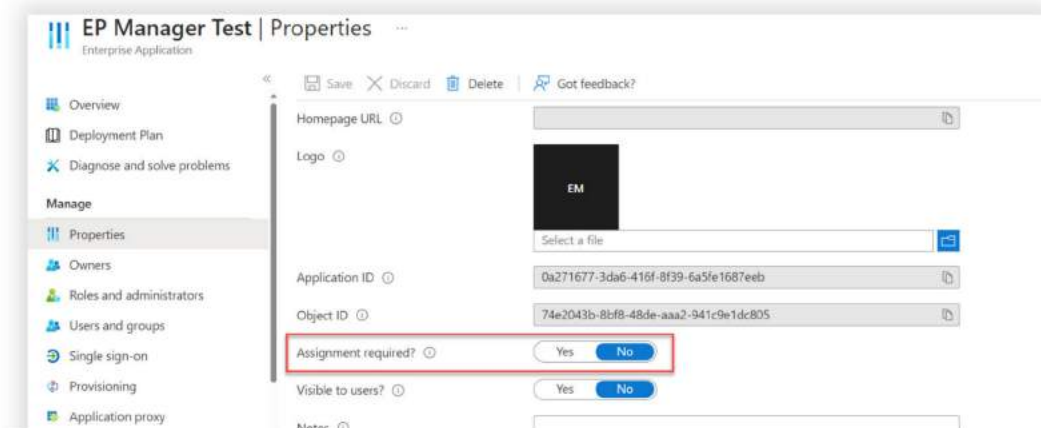 EP Manager Test | Properties ...
Enterprise Application
«
Save Discard Delete | Got feedback?
Overview
Deployment Plan
Diagnose and solve problems
Manage
Properties
Owners
Roles and administrators
Users and groups
Single sign-on
Provisioning
Application proxy
Homepage URL
Logo
EM
Select a file
Application ID 0a271677-3da6-416f-8f39-6a5fe1687eeb
Object ID 74e2043b-8bf8-48de-aaa2-941c9e1dc805
Assignment required? Yes No
Visible to users? Yes No
Notes